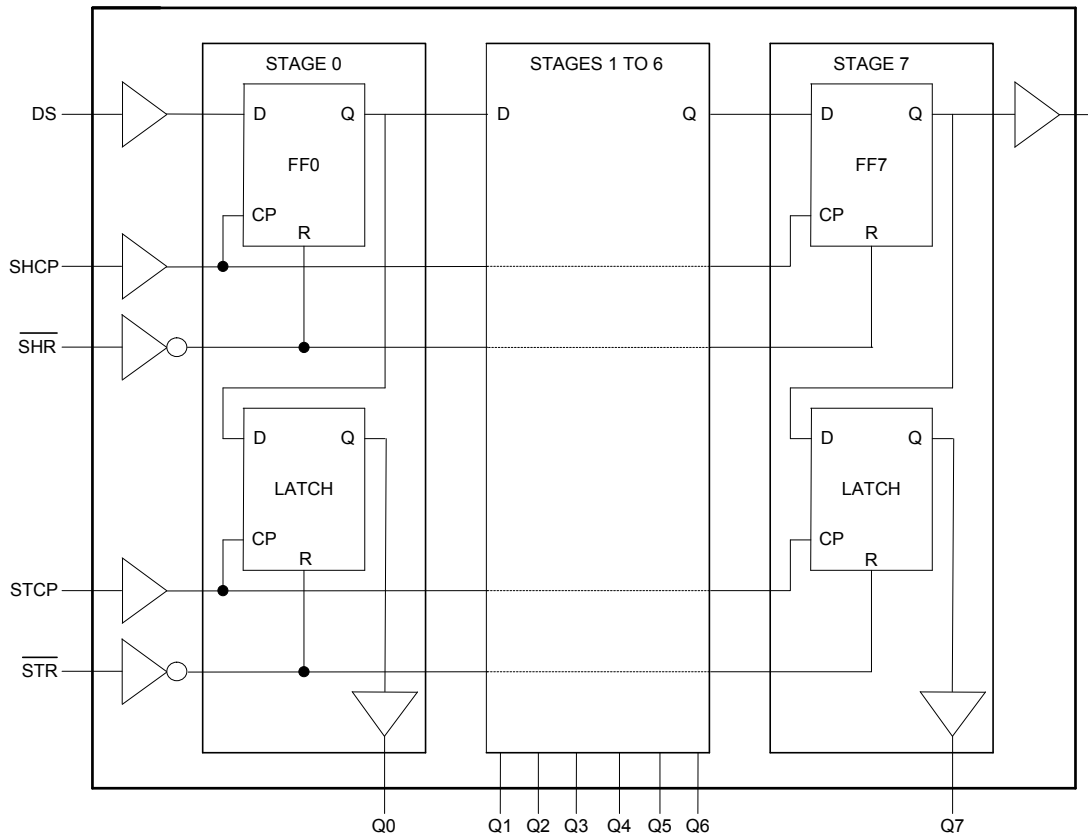 STAGE 0
STAGES 1 TO 6
STAGE 7
DS
D
Q
FF0
CP
R
D
Q
D
Q
FF7
CP
R
SHCP
SHR
D
Q
LATCH
CP
R
D
Q
LATCH
CP
R
STCP
STR
Q0
Q1
Q2
Q3
Q4
Q5
Q6
Q7